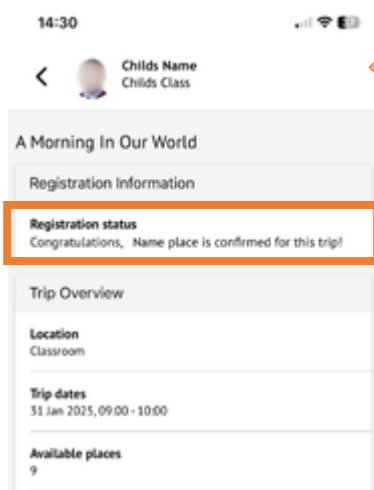 14:30
Childs Name
Childs Class
A Morning In Our World
Registration Information
Registration status
Congratulations, Name place is confirmed for this trip!
Trip Overview
Location
Classroom
Trip dates
31 Jan 2025, 09:00 - 10:00
Available places
9